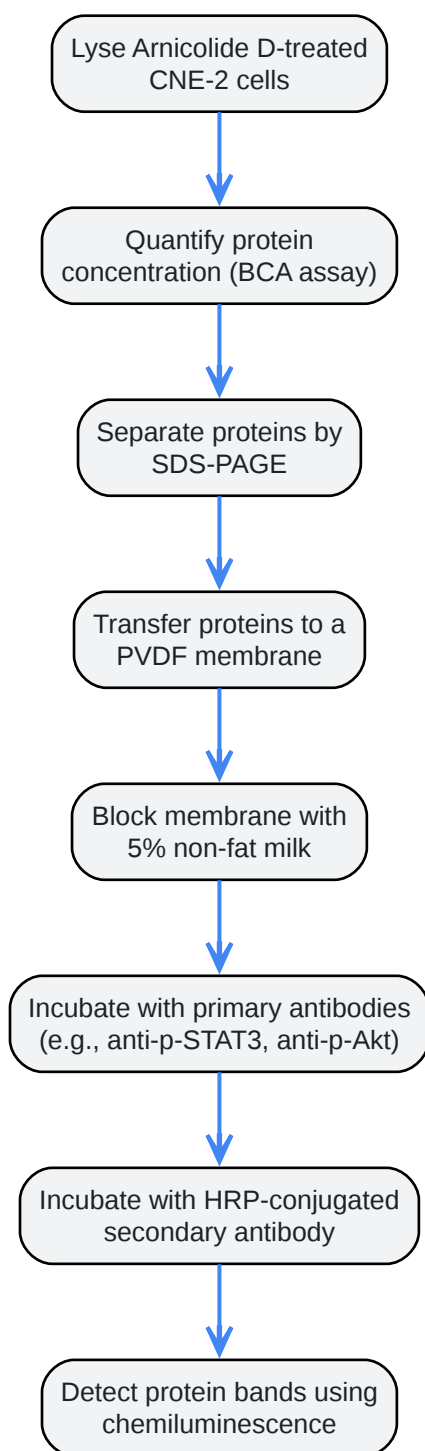 Lyse Arnicolide D-treated
CNE-2 cells
Quantify protein
concentration (BCA assay)
Separate proteins by
SDS-PAGE
Transfer proteins to a
PVDF membrane
Block membrane with
5% non-fat milk
Incubate with primary antibodies
(e.g., anti-p-STAT3, anti-p-Akt)
Incubate with HRP-conjugated
secondary antibody
Detect protein bands using
chemiluminescence